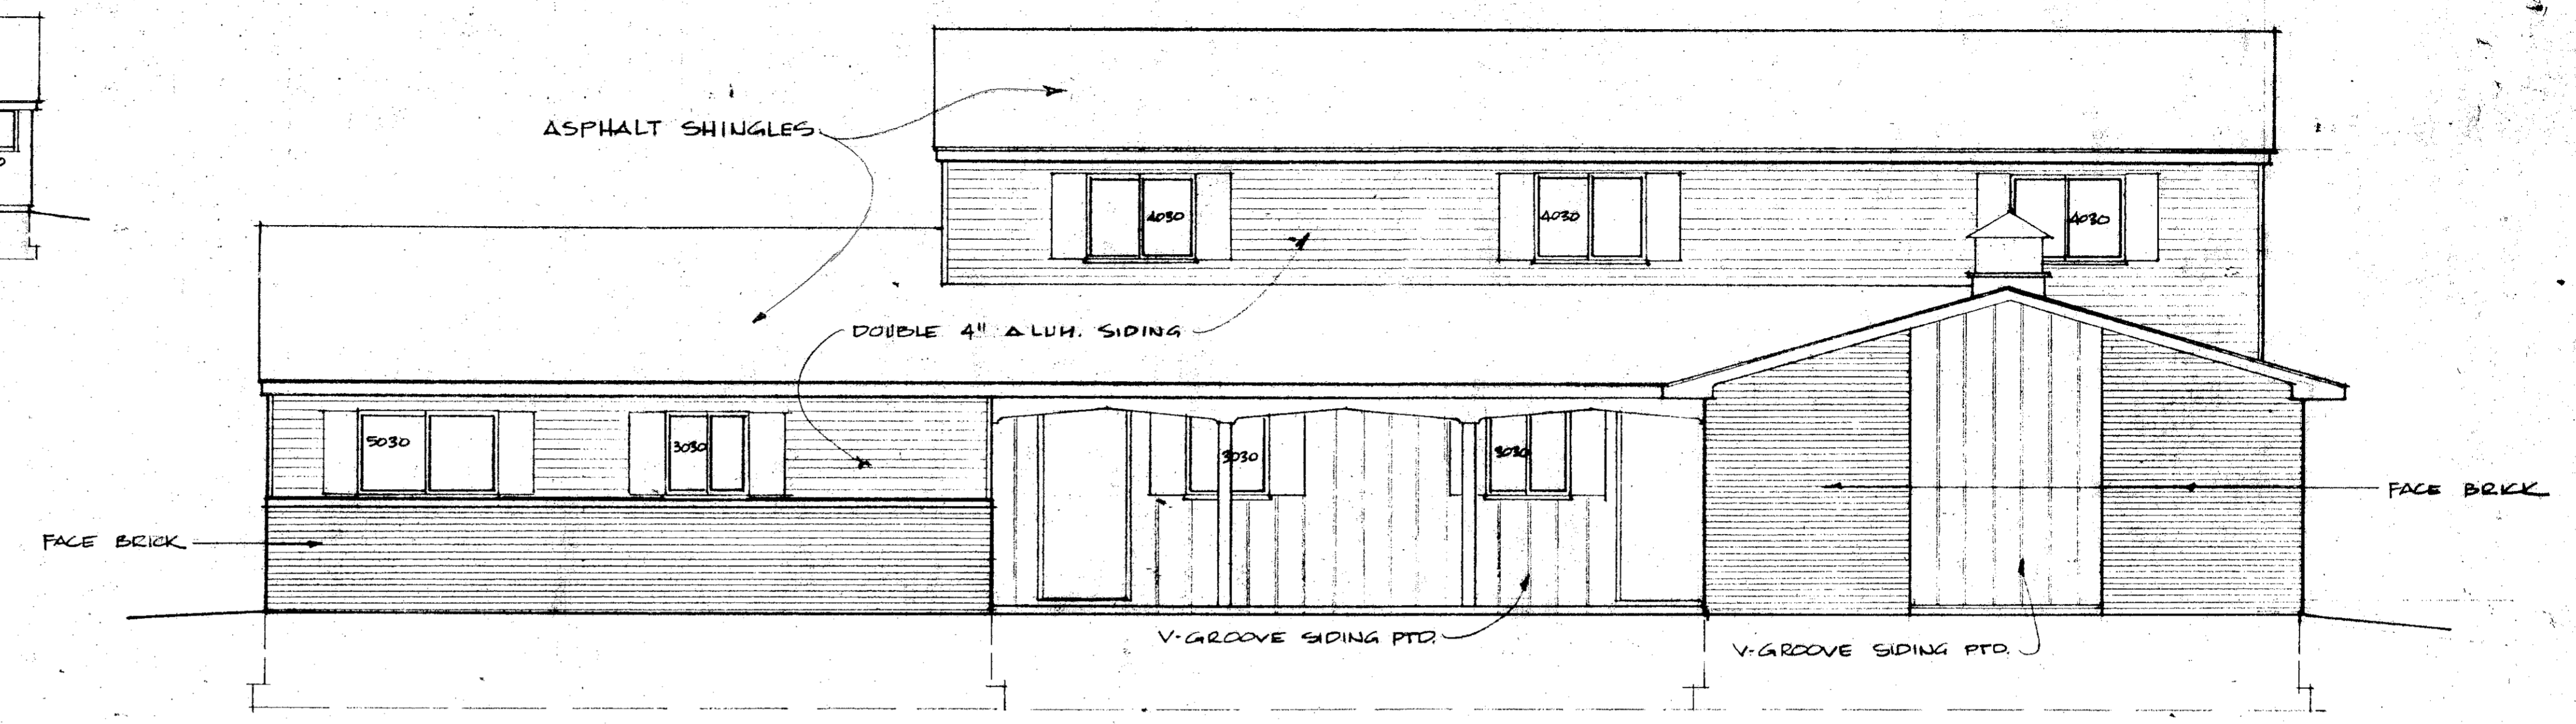 ASPHALT SHINGLES
4030
4030
4030
DOUBLE 4" ALUM. SIDING
5030
3030
3030
3030
FACE BRICK
FACE BRICK
V-GROOVE SIDING PTD.
V-GROOVE SIDING PTD.